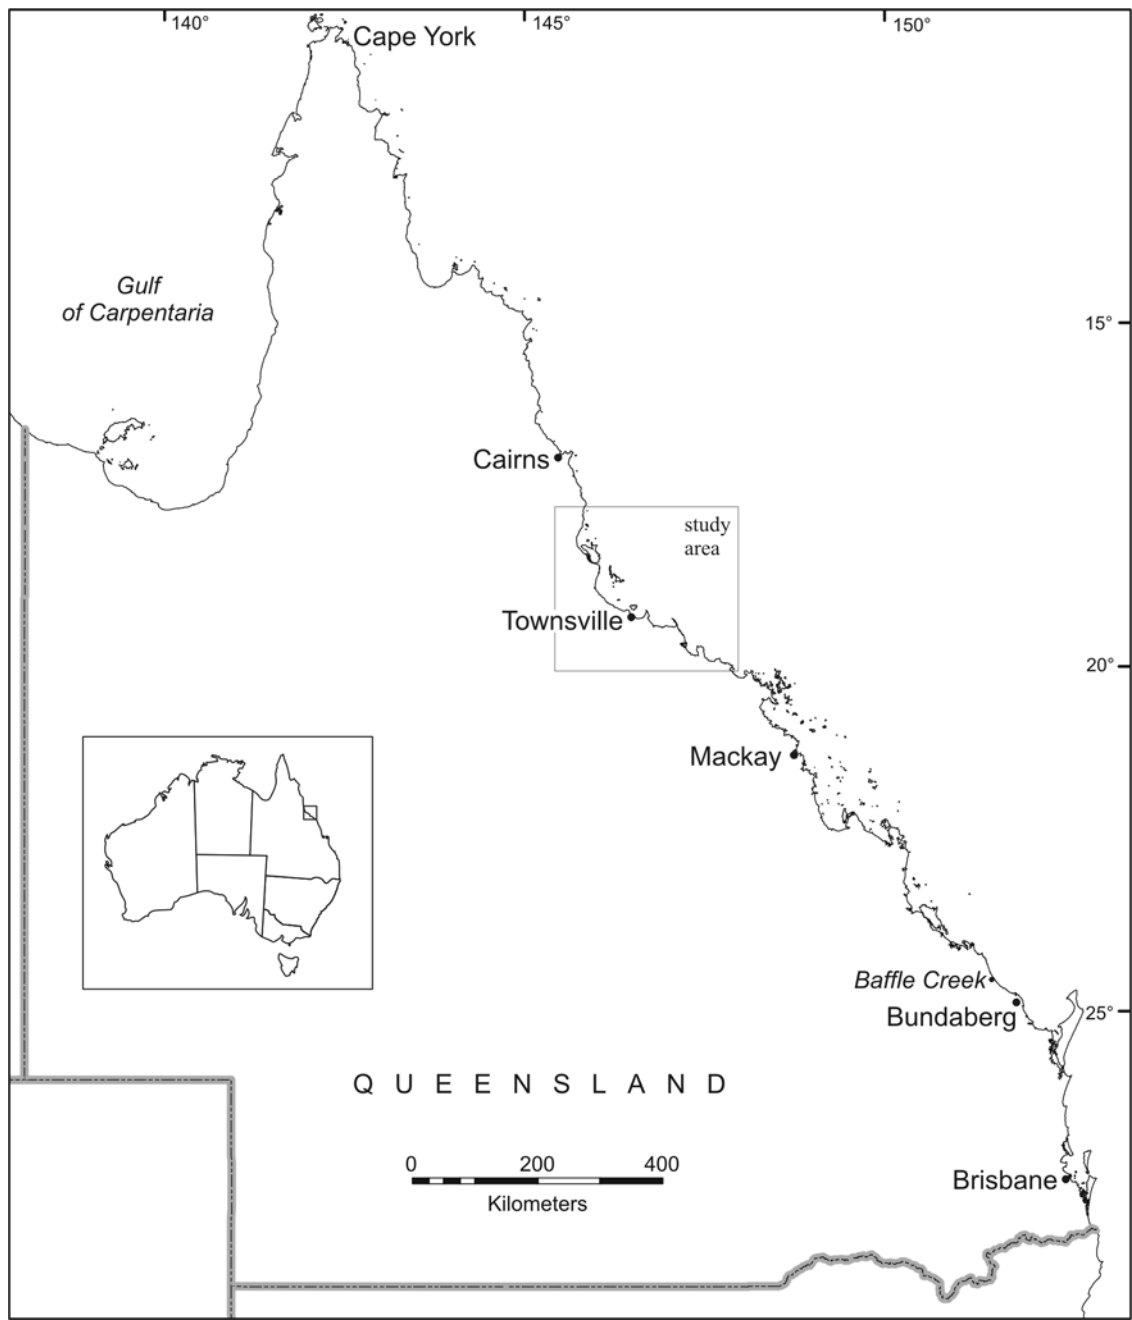 140°
145°
150°
Cape York
Gulf
of Carpentaria
15°
Cairns
study
area
Townsville
20°
Mackay
Baffle Creek
Bundaberg
25°
QUEENSLAND
0 200 400
Kilometers
Brisbane